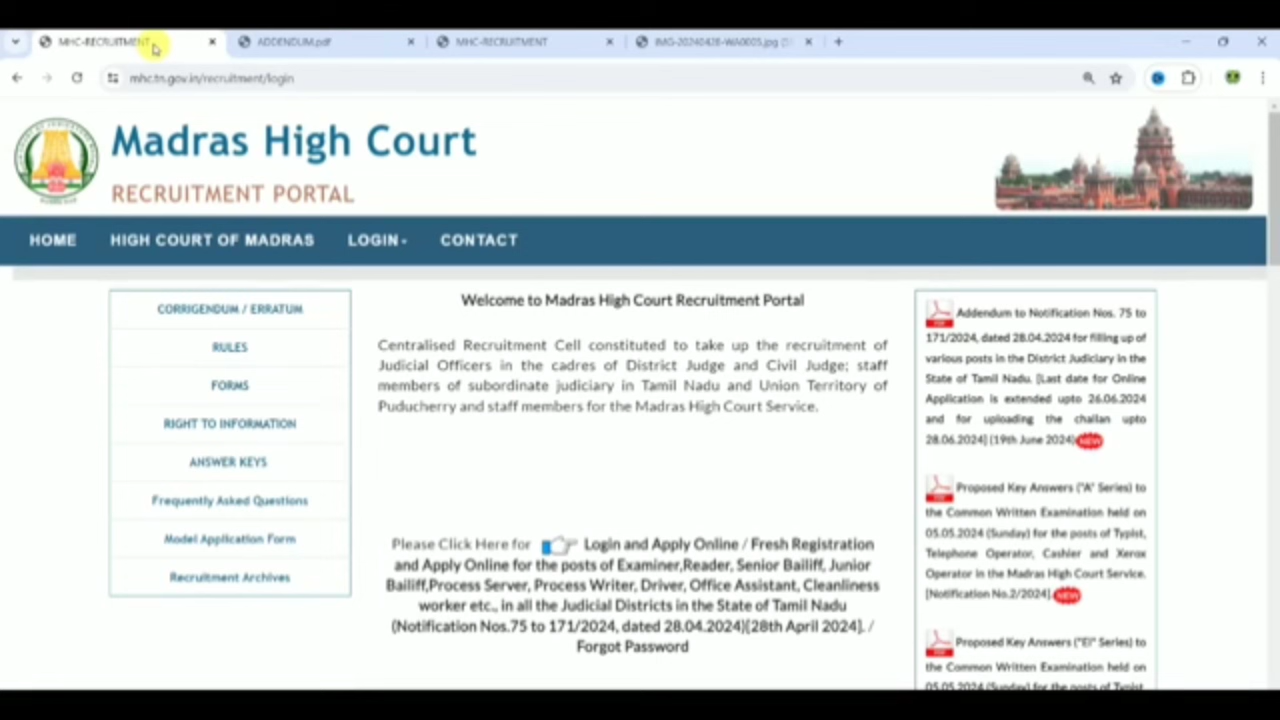 MHC-RECRUITMENT
ADDENDUM.pdf
MHC-RECRUITMENT
IMG-20240428-WA0005.jpg
mhc.tn.gov.in/recruitment/login
Madras High Court
RECRUITMENT PORTAL
HOME
HIGH COURT OF MADRAS
LOGIN
CONTACT
CORRIGENDUM / ERRATUM
RULES
FORMS
RIGHT TO INFORMATION
ANSWER KEYS
Frequently Asked Questions
Model Application Form
Recruitment Archives
Welcome to Madras High Court Recruitment Portal
Centralised Recruitment Cell constituted to take up the recruitment of
Judicial Officers in the cadres of District Judge and Civil Judge; staff
members of subordinate judiciary in Tamil Nadu and Union Territory of
Puducherry and staff members for the Madras High Court Service.
Please Click Here for Login and Apply Online / Fresh Registration
and Apply Online for the posts of Examiner,Reader, Senior Bailiff, Junior
Bailiff,Process Server, Process Writer, Driver, Office Assistant, Cleanliness
worker etc., in all the Judicial Districts in the State of Tamil Nadu
(Notification Nos.75 to 171/2024, dated 28.04.2024)[28th April 2024]. /
Forgot Password
Addendum to Notification Nos. 75 to
171/2024, dated 28.04.2024 for filling up of
various posts in the District Judiciary in the
State of Tamil Nadu. [Last date for Online
Application is extended upto 26.06.2024
and for uploading the challan upto
28.06.2024] (19th June 2024) NEW
Proposed Key Answers ("A" Series) to
the Common Written Examination held on
05.05.2024 (Sunday) for the posts of Typist,
Telephone Operator, Cashier and Xerox
Operator in the Madras High Court Service.
[Notification No.2/2024]. NEW
Proposed Key Answers ("E" Series) to
the Common Written Examination held on
05.05.2024 (Sunday) for the posts of Typist,